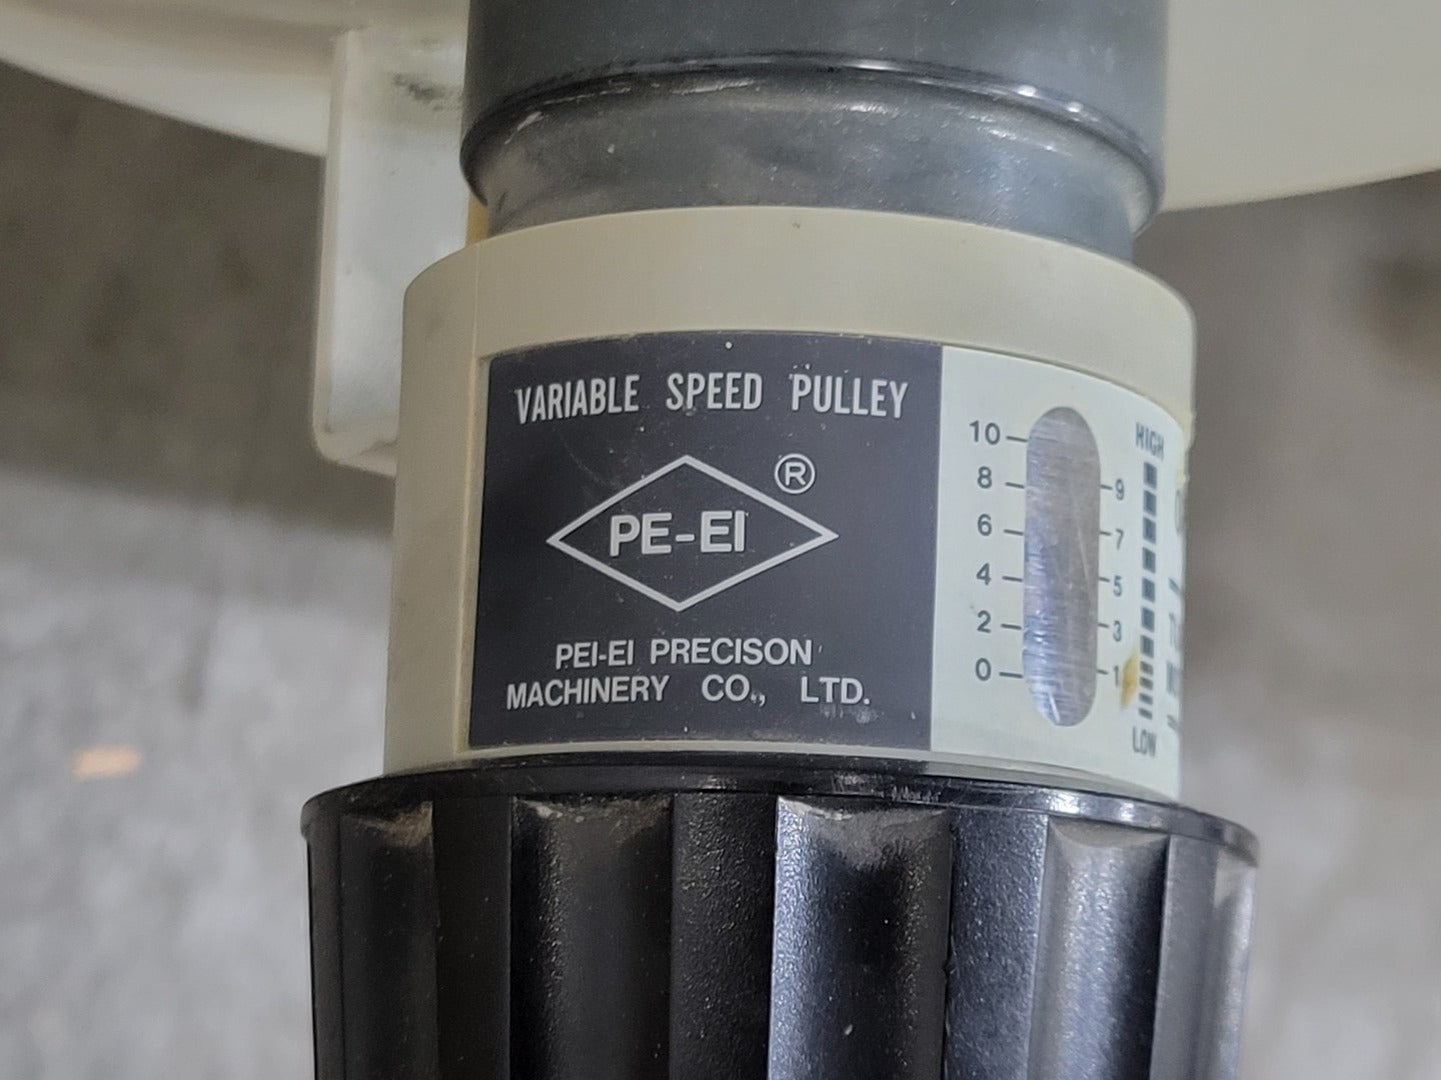 VARIABLE SPEED PULLEY
®
PE-EI
PEI-EI PRECISON
MACHINERY CO., LTD.
HIGH
10
9
8
7
6
5
4
3
2
1
0
LOW